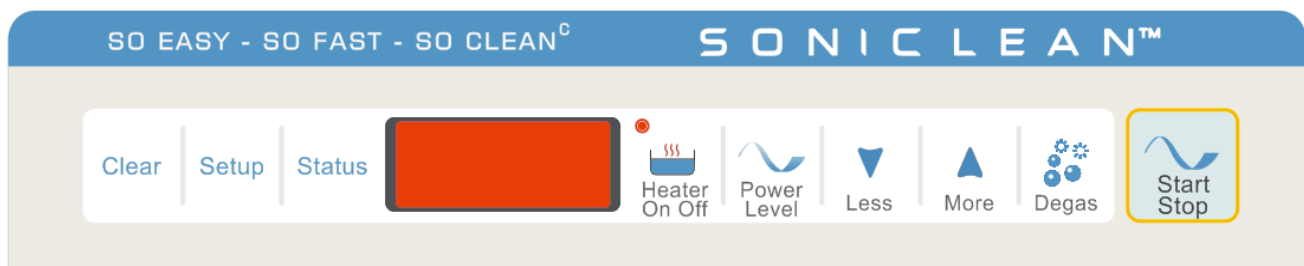 SO EASY - SO FAST - SO CLEANᶜ
SONICLEAN™
Clear
Setup
Status
Heater
On Off
Power
Level
Less
More
Degas
Start
Stop